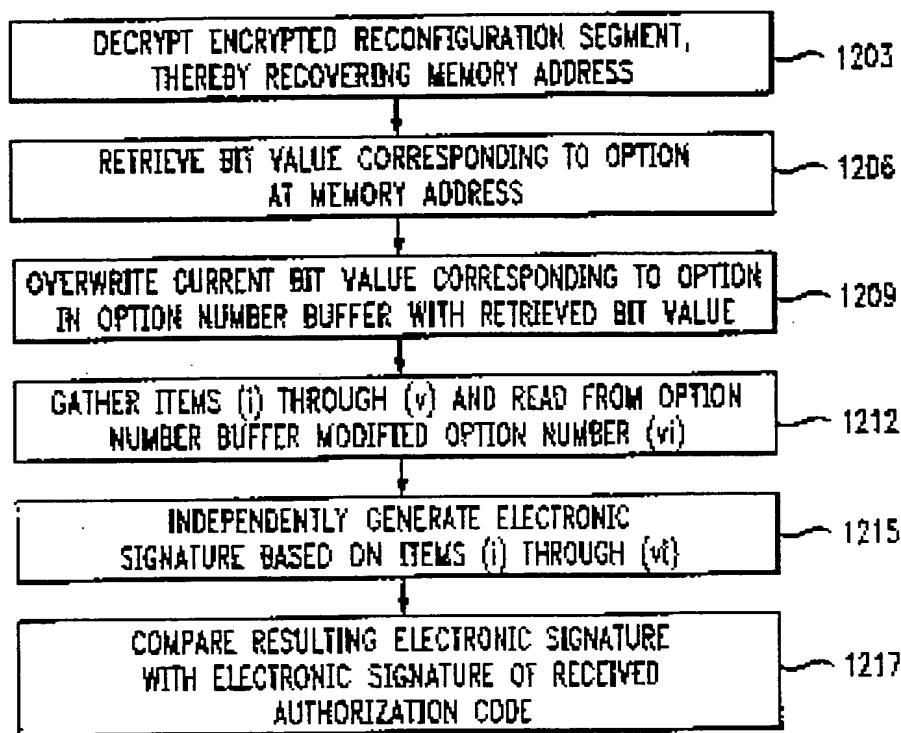 DECRYPT ENCRYPTED RECONFIGURATION SEGMENT,
THEREBY RECOVERING MEMORY ADDRESS
1203
RETRIEVE BIT VALUE CORRESPONDING TO OPTION
AT MEMORY ADDRESS
1206
OVERWRITE CURRENT BIT VALUE CORRESPONDING TO OPTION
IN OPTION NUMBER BUFFER WITH RETRIEVED BIT VALUE
1209
GATHER ITEMS (i) THROUGH (v) AND READ FROM OPTION
NUMBER BUFFER MODIFIED OPTION NUMBER (vi)
1212
INDEPENDENTLY GENERATE ELECTRONIC
SIGNATURE BASED ON ITEMS (i) THROUGH (vi)
1215
COMPARE RESULTING ELECTRONIC SIGNATURE
WITH ELECTRONIC SIGNATURE OF RECEIVED
AUTHORIZATION CODE
1217